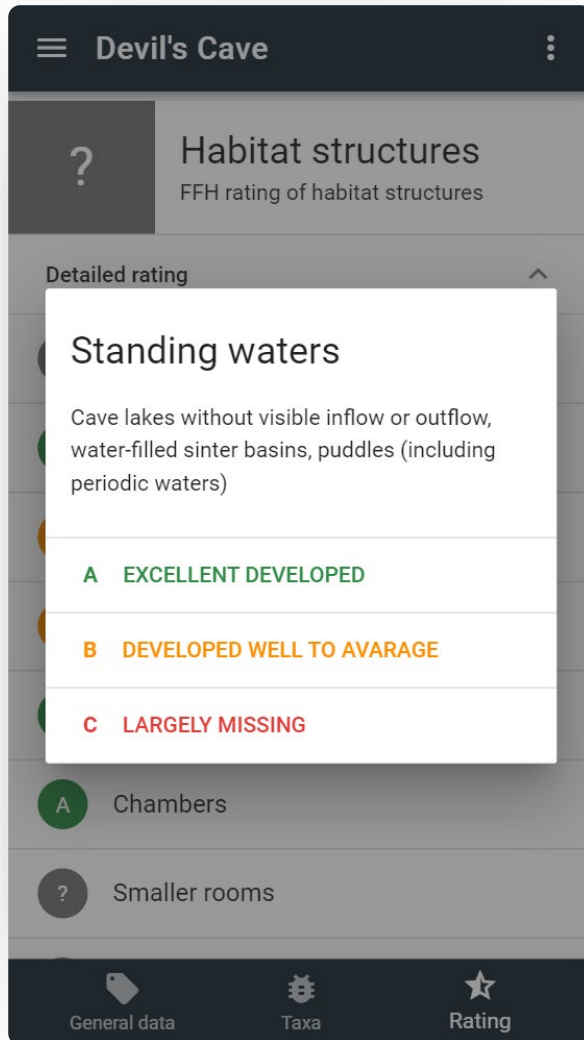 Devil's Cave
?
Habitat structures
FFH rating of habitat structures
Detailed rating
Standing waters
Cave lakes without visible inflow or outflow,
water-filled sinter basins, puddles (including
periodic waters)
A EXCELLENT DEVELOPED
B DEVELOPED WELL TO AVARAGE
C LARGELY MISSING
A Chambers
? Smaller rooms
General data
Taxa
Rating